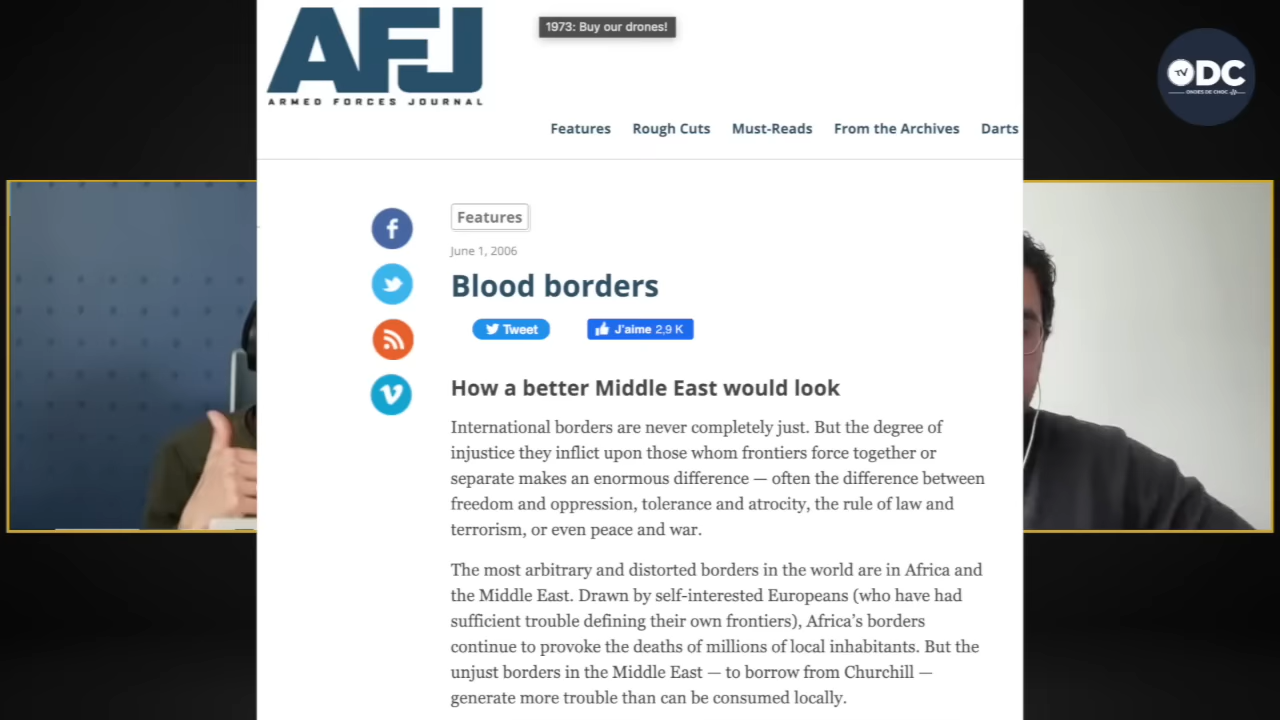 AFJ
ARMED FORCES JOURNAL
1973: Buy our drones!
TV ODC
ONDES DE CHOC
Features Rough Cuts Must-Reads From the Archives Darts
Features
June 1, 2006
Blood borders
Tweet J'aime 2,9 K
How a better Middle East would look
International borders are never completely just. But the degree of
injustice they inflict upon those whom frontiers force together or
separate makes an enormous difference — often the difference between
freedom and oppression, tolerance and atrocity, the rule of law and
terrorism, or even peace and war.
The most arbitrary and distorted borders in the world are in Africa and
the Middle East. Drawn by self-interested Europeans (who have had
sufficient trouble defining their own frontiers), Africa's borders
continue to provoke the deaths of millions of local inhabitants. But the
unjust borders in the Middle East — to borrow from Churchill —
generate more trouble than can be consumed locally.